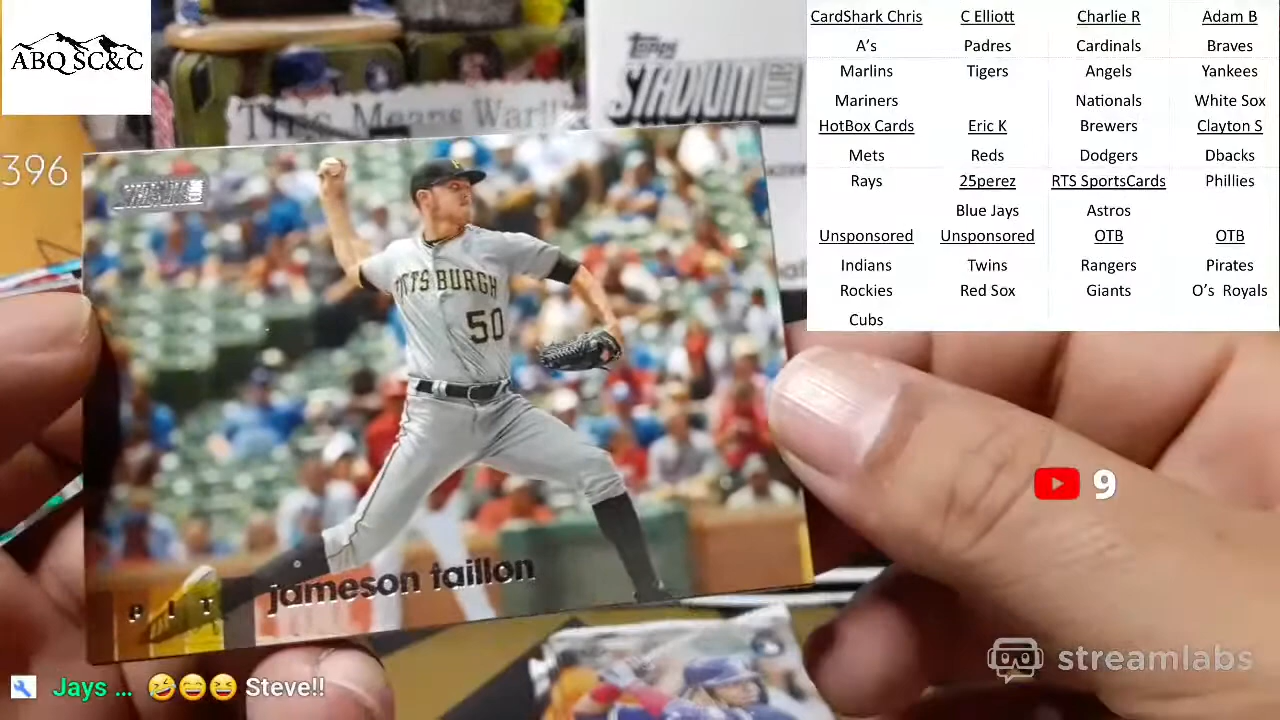 ABQ SC&C
396
This Means War!!
Topps
STADIUM
CLUB
STADIUM
PITTSBURGH
50
PIT
jameson taillon
CardShark Chris C Elliott Charlie R Adam B
A's Padres Cardinals Braves
Marlins Tigers Angels Yankees
Mariners Nationals White Sox
HotBox Cards Eric K Brewers Clayton S
Mets Reds Dodgers Dbacks
Rays 25perez RTS SportsCards Phillies
Blue Jays Astros
Unsponsored Unsponsored OTB OTB
Indians Twins Rangers Pirates
Rockies Red Sox Giants O's Royals
Cubs
9
streamlabs
Jays ... 🤣😄😆 Steve!!